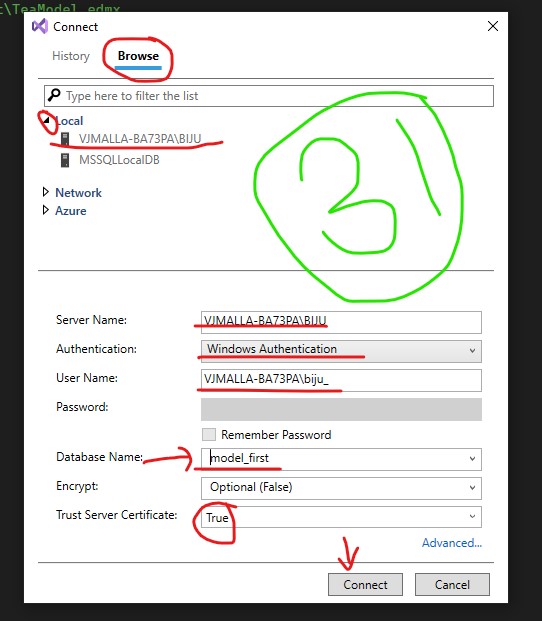 t\TeaModel.edmx
Connect
History Browse
Type here to filter the list
Local
VJMALLA-BA73PA\BIJU
MSSQLLocalDB
Network
Azure
31
Server Name: VJMALLA-BA73PA\BIJU
Authentication: Windows Authentication
User Name: VJMALLA-BA73PA\biju_
Password:
Remember Password
Database Name: model_first
Encrypt: Optional (False)
Trust Server Certificate: True
Advanced...
Connect Cancel